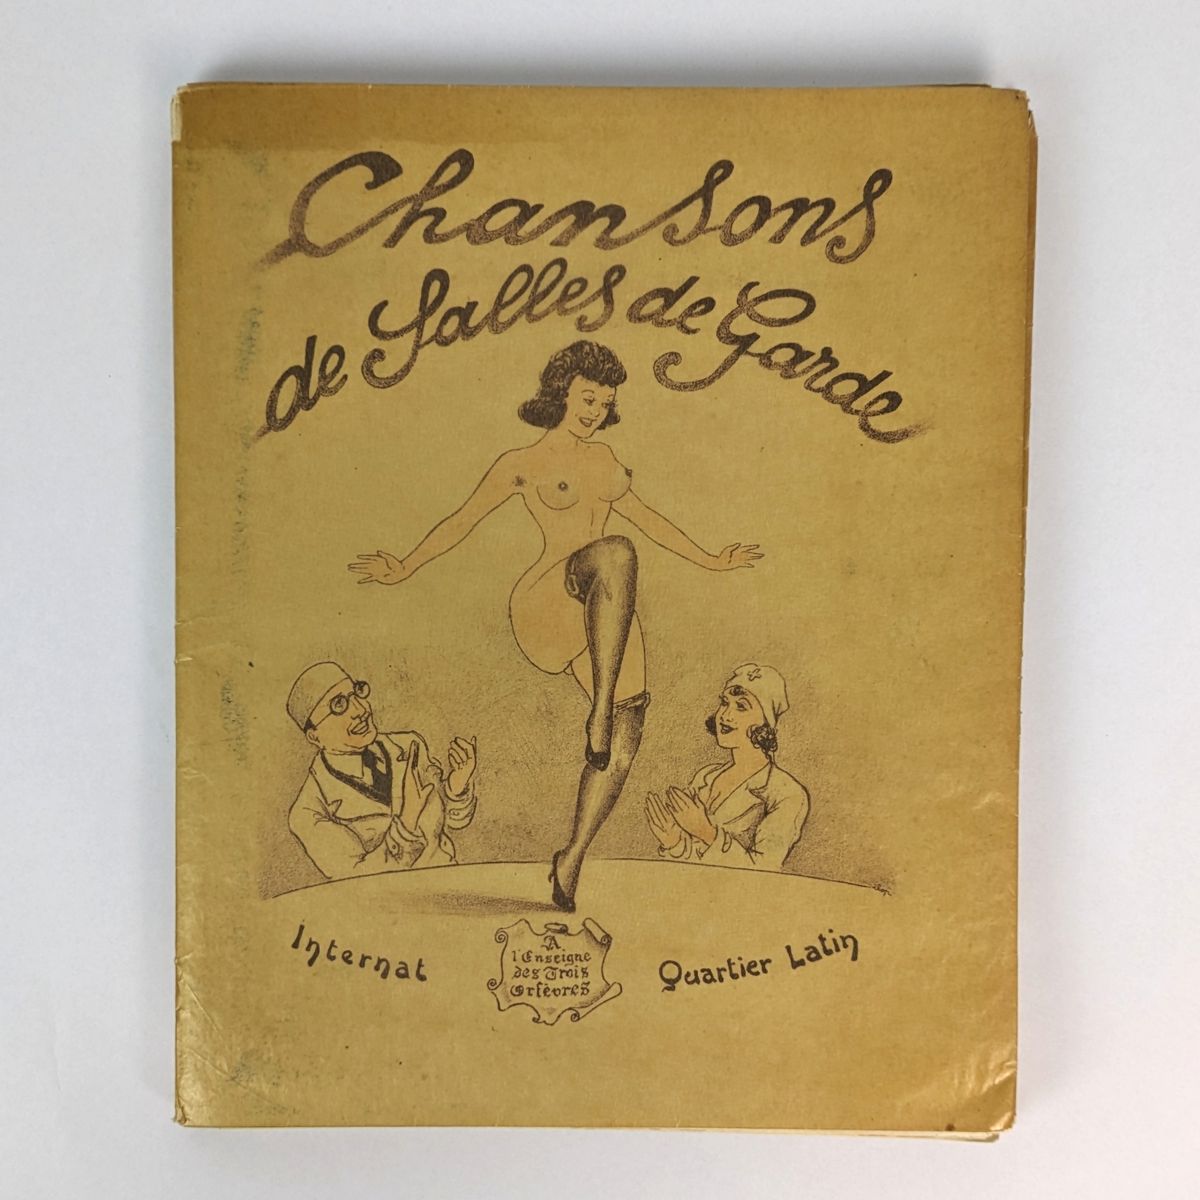 Chansons
de Salles de Garde
Internat
A
l'Enseigne
des Trois
Orfèvres
Quartier Latin